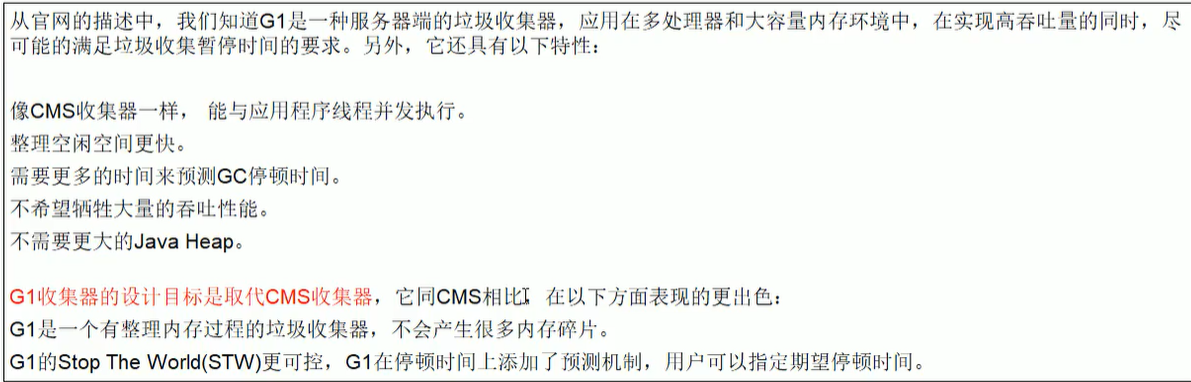 从官网的描述中，我们知道G1是一种服务器端的垃圾收集器，应用在多处理器和大容量内存环境中，在实现高吞吐量的同时，尽
可能的满足垃圾收集暂停时间的要求。另外，它还具有以下特性：
像CMS收集器一样， 能与应用程序线程并发执行。
整理空闲空间更快。
需要更多的时间来预测GC停顿时间。
不希望牺牲大量的吞吐性能。
不需要更大的Java Heap。
G1收集器的设计目标是取代CMS收集器，它同CMS相比 在以下方面表现的更出色：
G1是一个有整理内存过程的垃圾收集器，不会产生很多内存碎片。
G1的Stop The World(STW)更可控，G1在停顿时间上添加了预测机制，用户可以指定期望停顿时间。